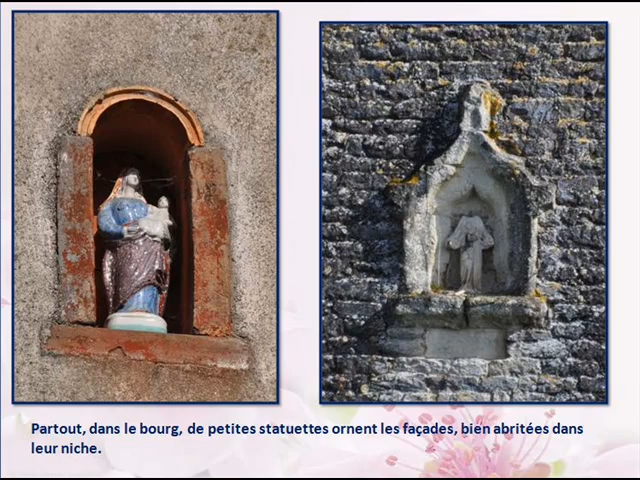 Partout, dans le bourg, de petites statuettes ornent les façades, bien abritées dans
leur niche.